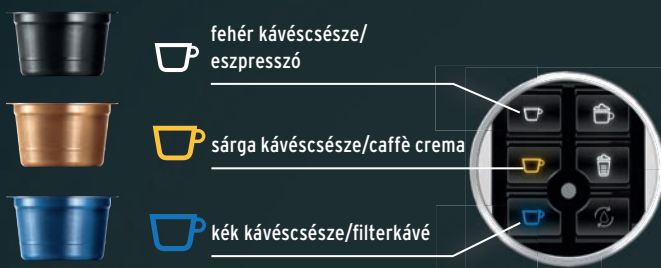 fehér kávéscsésze/
eszpresszó
sárga kávéscsésze/caffè crema
kék kávéscsésze/filterkávé